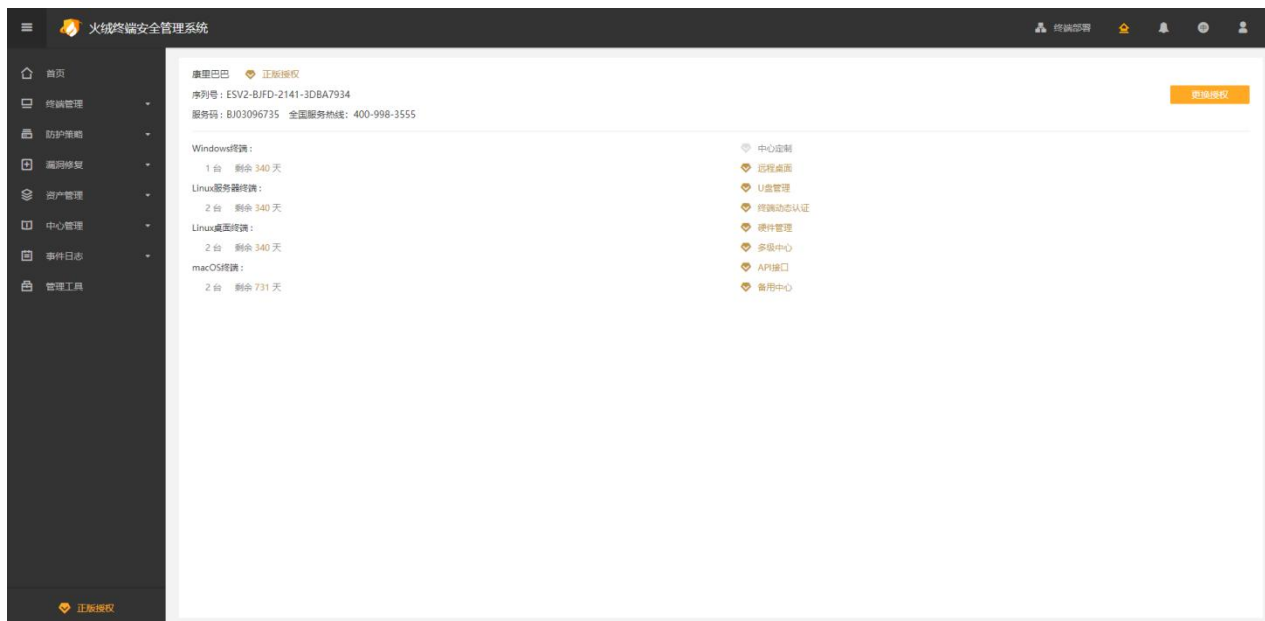 火绒终端安全管理系统
终端部署
首页
终端管理
防护策略
漏洞修复
资产管理
中心管理
事件日志
管理工具
正版授权
康里巴巴 正版授权
序列号：ESV2-BJFD-2141-3DBA7934
服务码：BJ03096735 全国服务热线：400-998-3555
更换授权
Windows终端：
1 台 剩余 340 天
Linux服务器终端：
2 台 剩余 340 天
Linux桌面终端：
2 台 剩余 340 天
macOS终端：
2 台 剩余 731 天
中心定制
远程桌面
U盘管理
终端动态认证
硬件管理
多级中心
API接口
备用中心